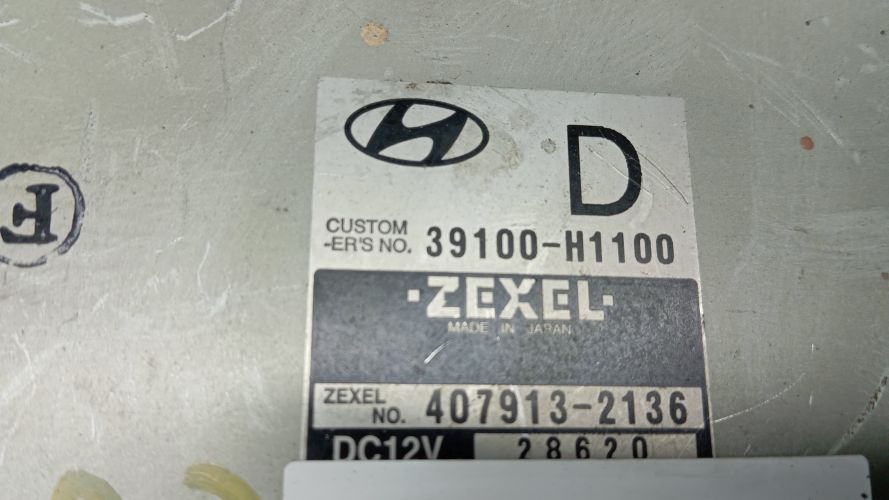 D
CUSTOM
-ER'S NO. 39100-H1100
·ZEXEL·
MADE IN JAPAN
ZEXEL
NO. 407913-2136
DC12V 28620
E